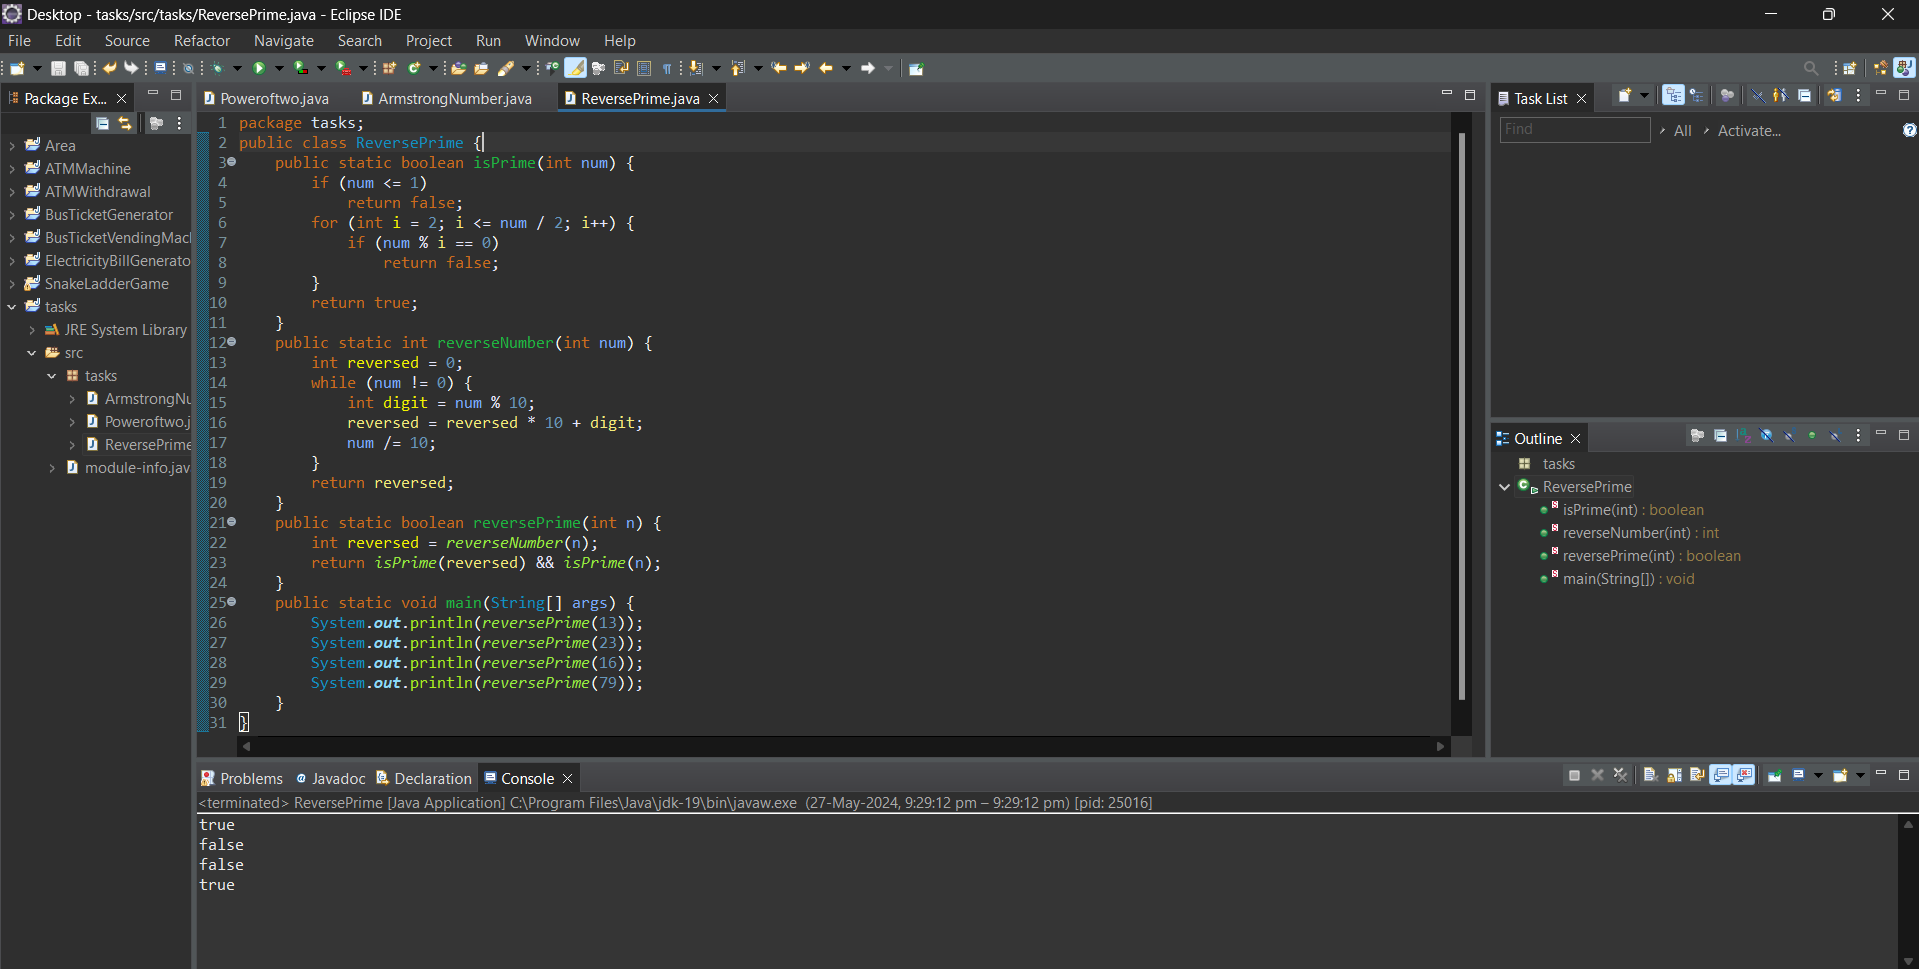 Desktop - tasks/src/tasks/ReversePrime.java - Eclipse IDE
File Edit Source Refactor Navigate Search Project Run Window Help
Package Ex...
Area
ATMMachine
ATMWithdrawal
BusTicketGenerator
BusTicketVendingMac
ElectricityBillGenerato
SnakeLadderGame
tasks
JRE System Library
src
tasks
ArmstrongNu
Poweroftwo.j
ReversePrime
module-info.jav
Poweroftwo.java ArmstrongNumber.java ReversePrime.java
1 package tasks;
2 public class ReversePrime {
3 public static boolean isPrime(int num) {
4 if (num <= 1)
5 return false;
6 for (int i = 2; i <= num / 2; i++) {
7 if (num % i == 0)
8 return false;
9 }
10 return true;
11 }
12 public static int reverseNumber(int num) {
13 int reversed = 0;
14 while (num != 0) {
15 int digit = num % 10;
16 reversed = reversed * 10 + digit;
17 num /= 10;
18 }
19 return reversed;
20 }
21 public static boolean reversePrime(int n) {
22 int reversed = reverseNumber(n);
23 return isPrime(reversed) && isPrime(n);
24 }
25 public static void main(String[] args) {
26 System.out.println(reversePrime(13));
27 System.out.println(reversePrime(23));
28 System.out.println(reversePrime(16));
29 System.out.println(reversePrime(79));
30 }
31 }
Task List
Find All Activate...
Outline
tasks
ReversePrime
isPrime(int) : boolean
reverseNumber(int) : int
reversePrime(int) : boolean
main(String[]) : void
Problems Javadoc Declaration Console
<terminated> ReversePrime [Java Application] C:\Program Files\Java\jdk-19\bin\javaw.exe (27-May-2024, 9:29:12 pm – 9:29:12 pm) [pid: 25016]
true
false
false
true